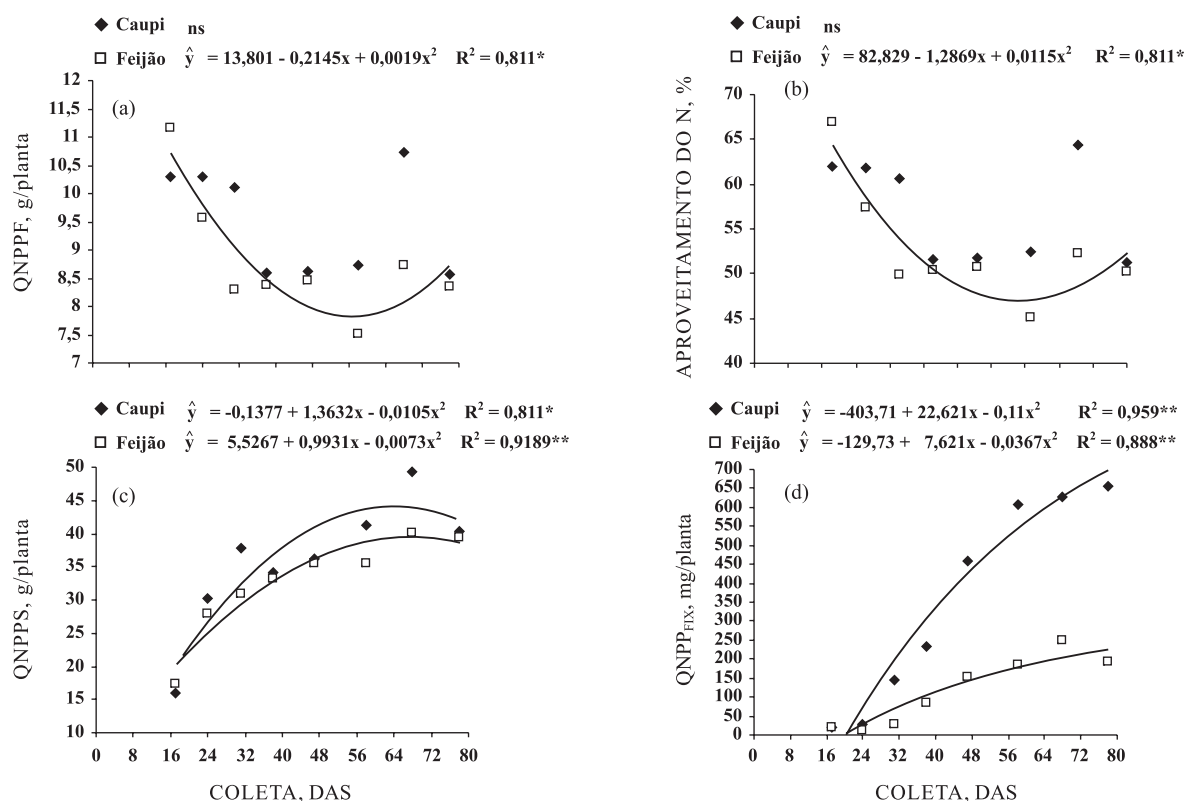 Caupi ns
Feijão ŷ = 13,801 - 0,2145x + 0,0019x² R² = 0,811*
12
11,5
11
10,5
10
9,5
9
8,5
8
7,5
7
QNPPF, g/planta
(a)
Caupi ns
Feijão ŷ = 82,829 - 1,2869x + 0,0115x² R² = 0,811*
70
65
60
55
50
45
40
APROVEITAMENTO DO N, %
(b)
Caupi ŷ = -0,1377 + 1,3632x - 0,0105x² R² = 0,811*
Feijão ŷ = 5,5267 + 0,9931x - 0,0073x² R² = 0,9189**
50
45
40
35
30
25
20
15
10
QNPPS, g/planta
(c)
0 8 16 24 32 40 48 56 64 72 80
COLETA, DAS
Caupi ŷ = -403,71 + 22,621x - 0,11x² R² = 0,959**
Feijão ŷ = -129,73 + 7,621x - 0,0367x² R² = 0,888**
700
650
600
550
500
450
400
350
300
250
200
150
100
50
0
QNPP_FIX, mg/planta
(d)
0 8 16 24 32 40 48 56 64 72 80
COLETA, DAS